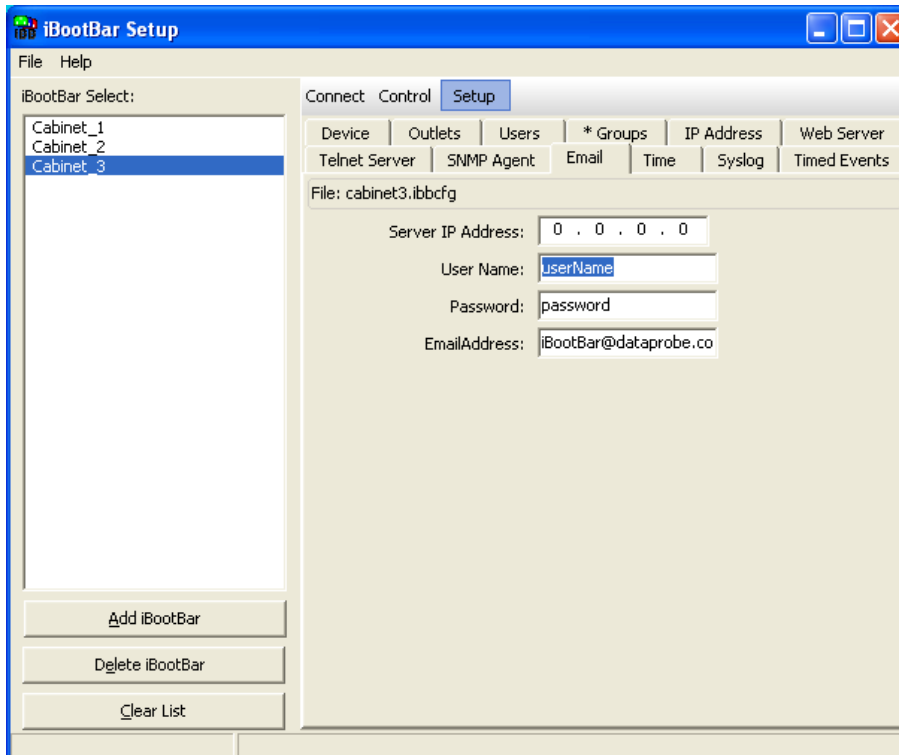 iBootBar Setup
File Help
iBootBar Select:
Cabinet_1
Cabinet_2
Cabinet_3
Add iBootBar
Delete iBootBar
Clear List
Connect Control Setup
Device Outlets Users * Groups IP Address Web Server
Telnet Server SNMP Agent Email Time Syslog Timed Events
File: cabinet3.ibbcfg
Server IP Address: 0 . 0 . 0 . 0
User Name: userName
Password: password
EmailAddress: iBootBar@dataprobe.co